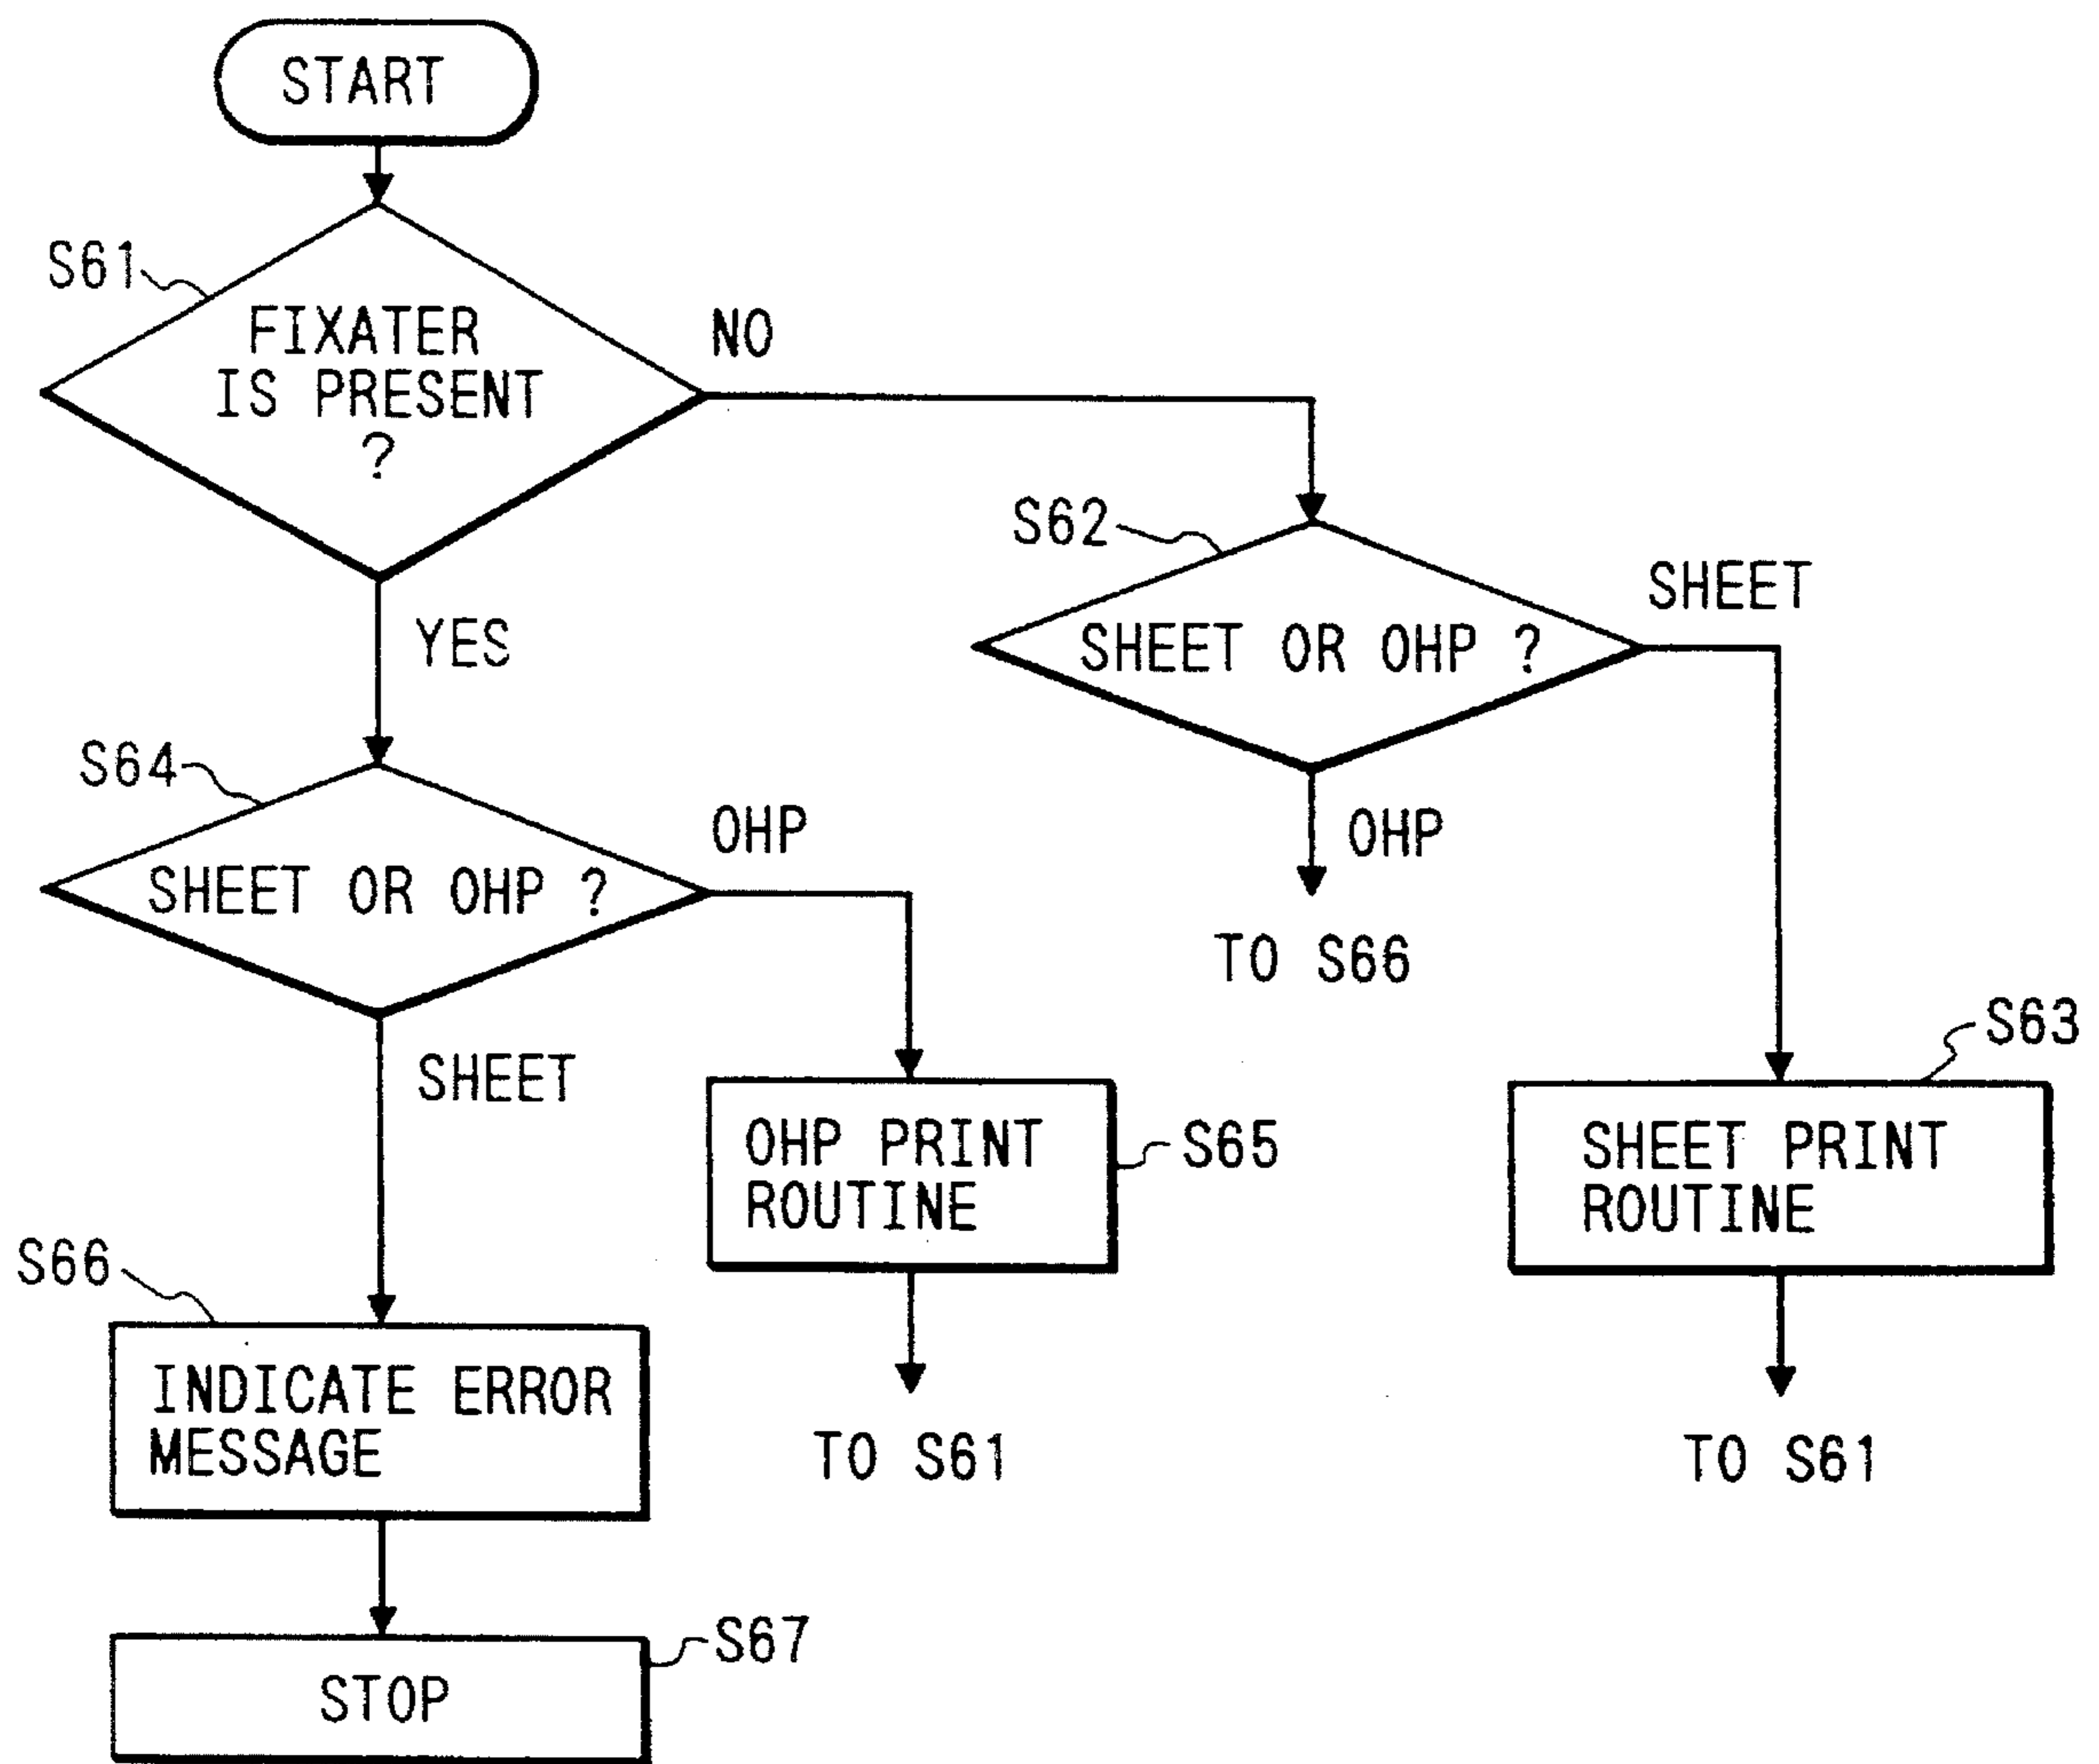 START
S61
FIXATER
IS PRESENT
?
NO
YES
S62
SHEET OR OHP ?
SHEET
OHP
TO S66
S64
SHEET OR OHP ?
OHP
SHEET
S63
SHEET PRINT
ROUTINE
TO S61
OHP PRINT
ROUTINE
S65
TO S61
S66
INDICATE ERROR
MESSAGE
S67
STOP